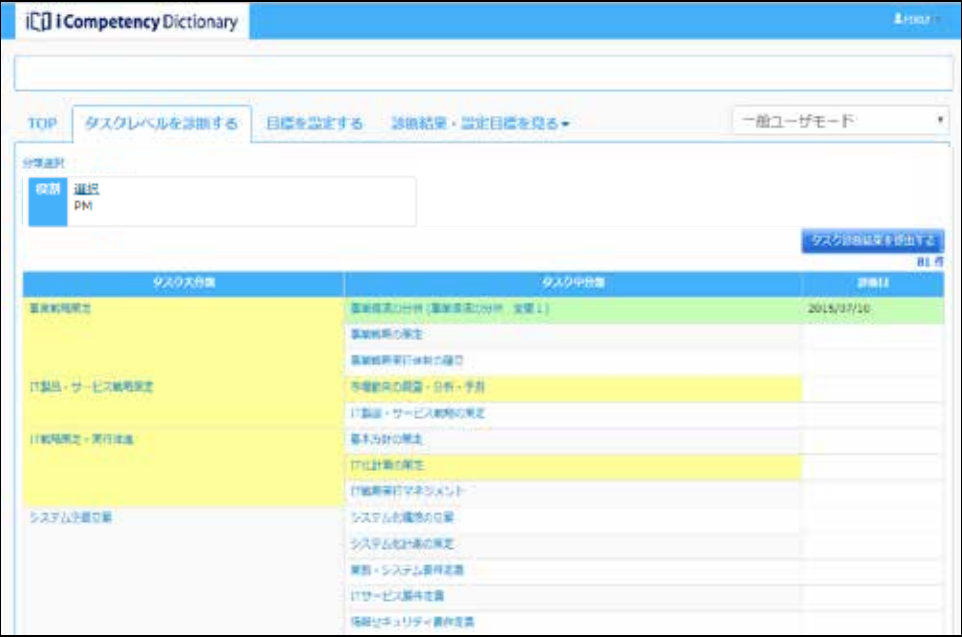 iCD i Competency Dictionary
TOP タスクレベルを診断する 目標を設定する 診断結果・設定目標を見る 一般ユーザモード
分類選択
役割 選択
PM
タスク診断結果を提出する
81 件
タスク大分類 タスク中分類 診断日
事業戦略策定 事業環境の分析 (事業環境の分析 変更1) 2015/07/10
事業戦略の策定
事業戦略実行体制の確立
IT製品・サービス戦略策定 市場動向の調査・分析・予測
IT製品・サービス戦略の策定
IT戦略策定・実行推進 基本方針の策定
IT化計画の策定
IT戦略実行マネジメント
システム企画立案 システム化構想の立案
システム化計画の策定
業務・システム要件定義
ITサービス要件定義
情報セキュリティ要件定義